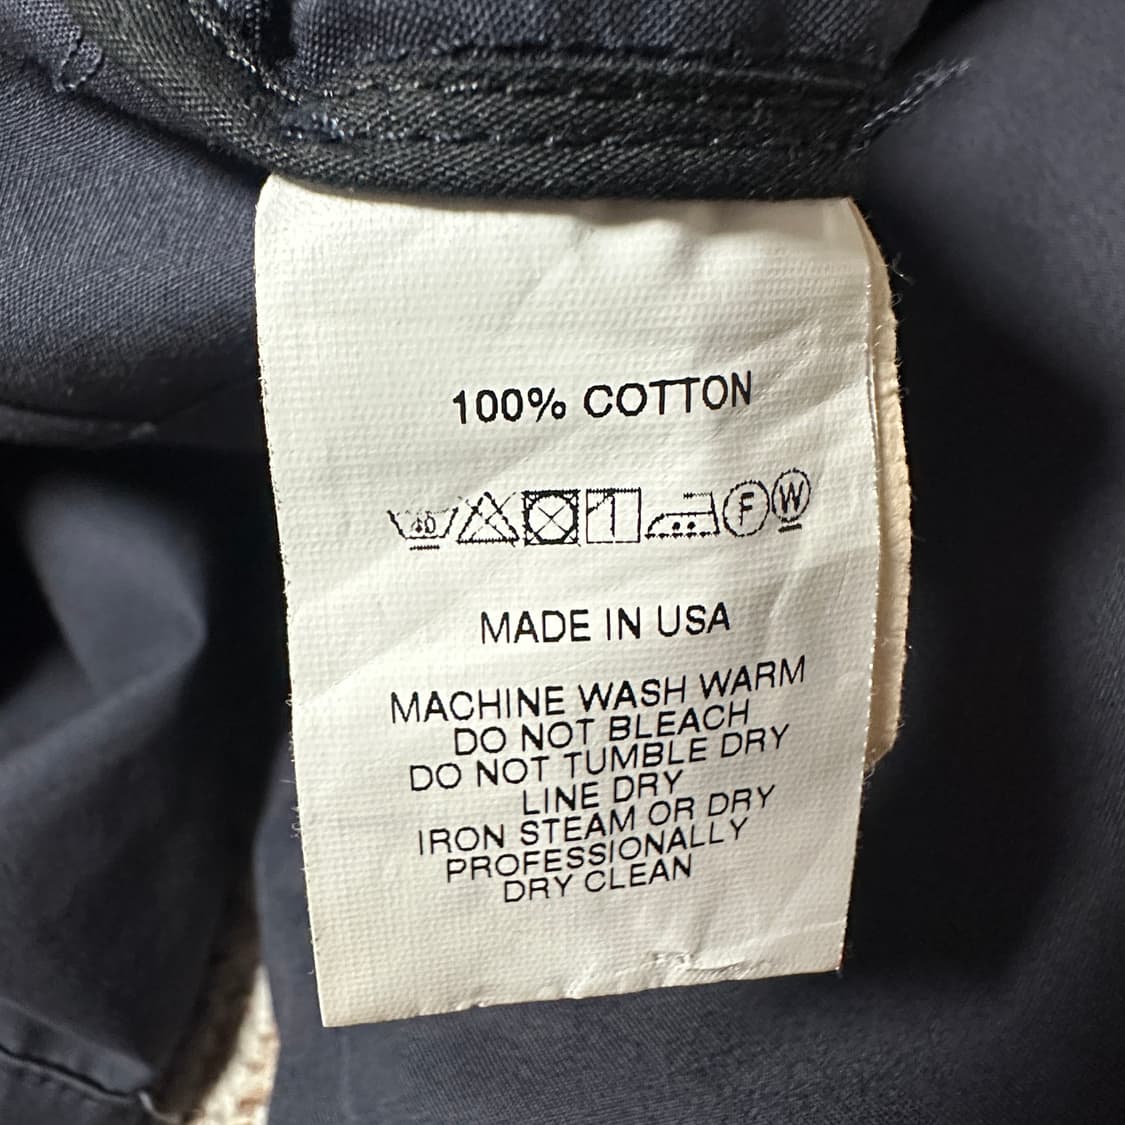 100% COTTON
40 F W
MADE IN USA
MACHINE WASH WARM
DO NOT BLEACH
DO NOT TUMBLE DRY
LINE DRY
IRON STEAM OR DRY
PROFESSIONALLY
DRY CLEAN